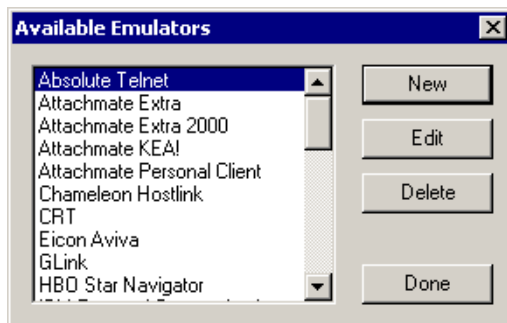 Available Emulators
Absolute Telnet
Attachmate Extra
Attachmate Extra 2000
Attachmate KEA!
Attachmate Personal Client
Chameleon Hostlink
CRT
Eicon Aviva
GLink
HBO Star Navigator
New
Edit
Delete
Done